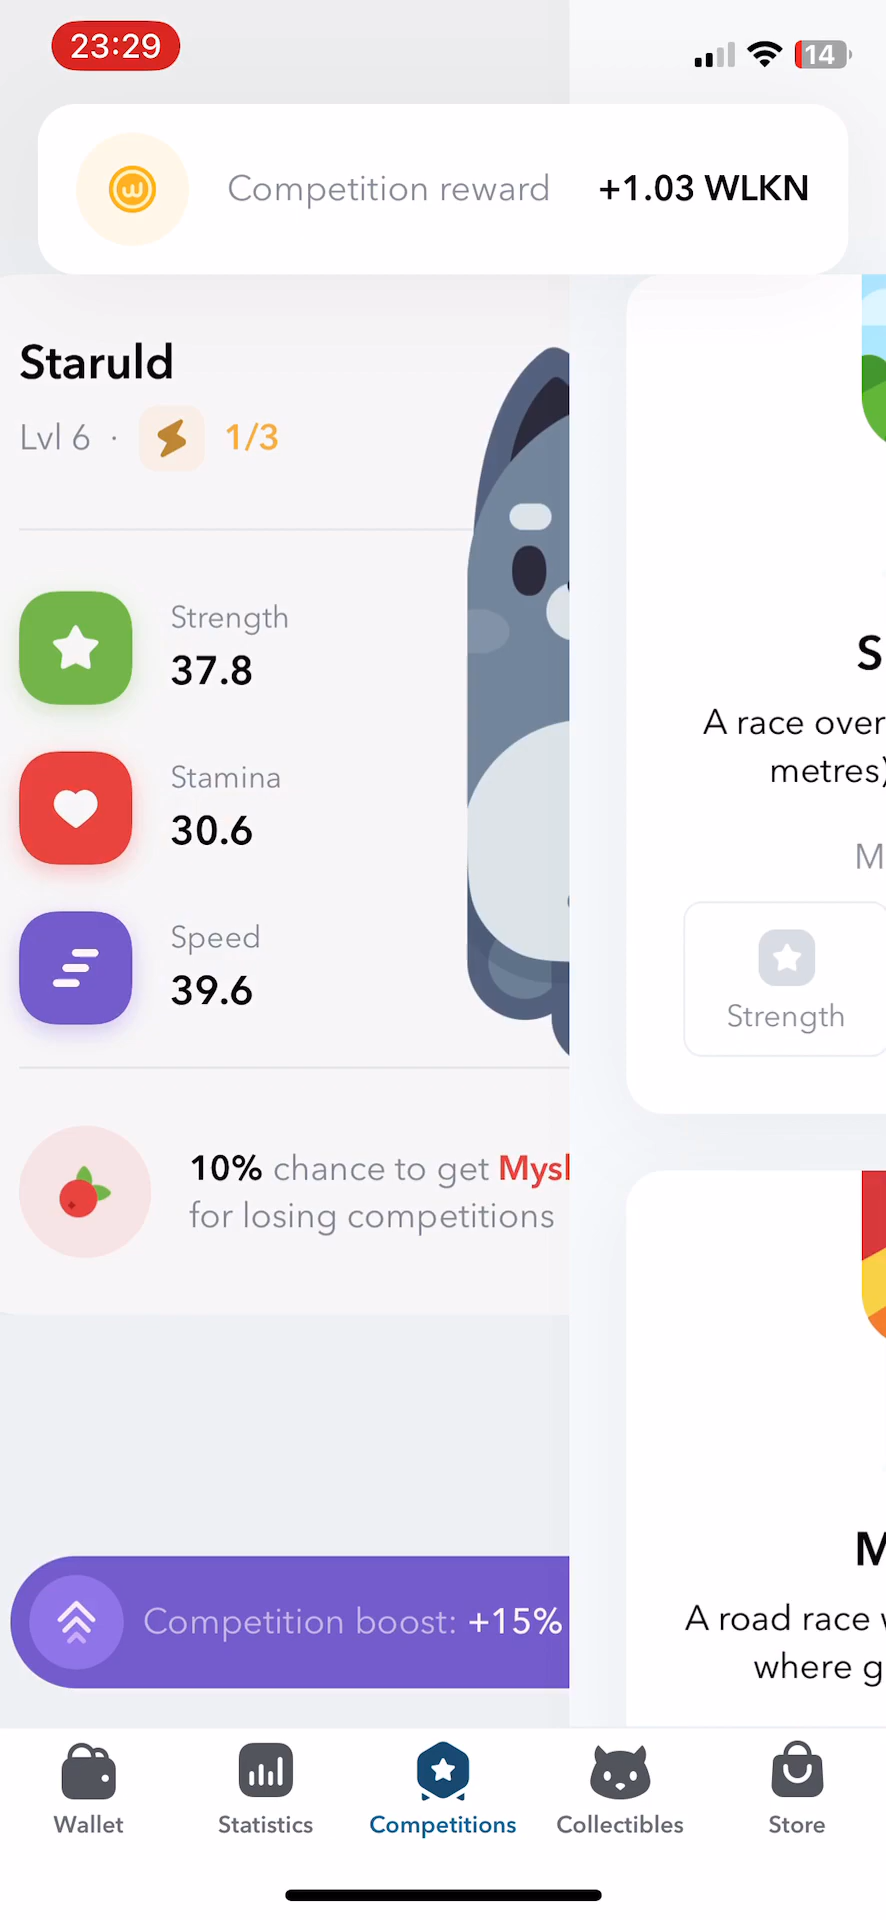 23:29
14
Competition reward +1.03 WLKN
Staruld
Lvl 6 · 1/3
Strength
37.8
Stamina
30.6
Speed
39.6
10% chance to get
for losing competitions
Competition boost: +15%
A race over
metres)
Strength
A road race
where g
Wallet
Statistics
Competitions
Collectibles
Store